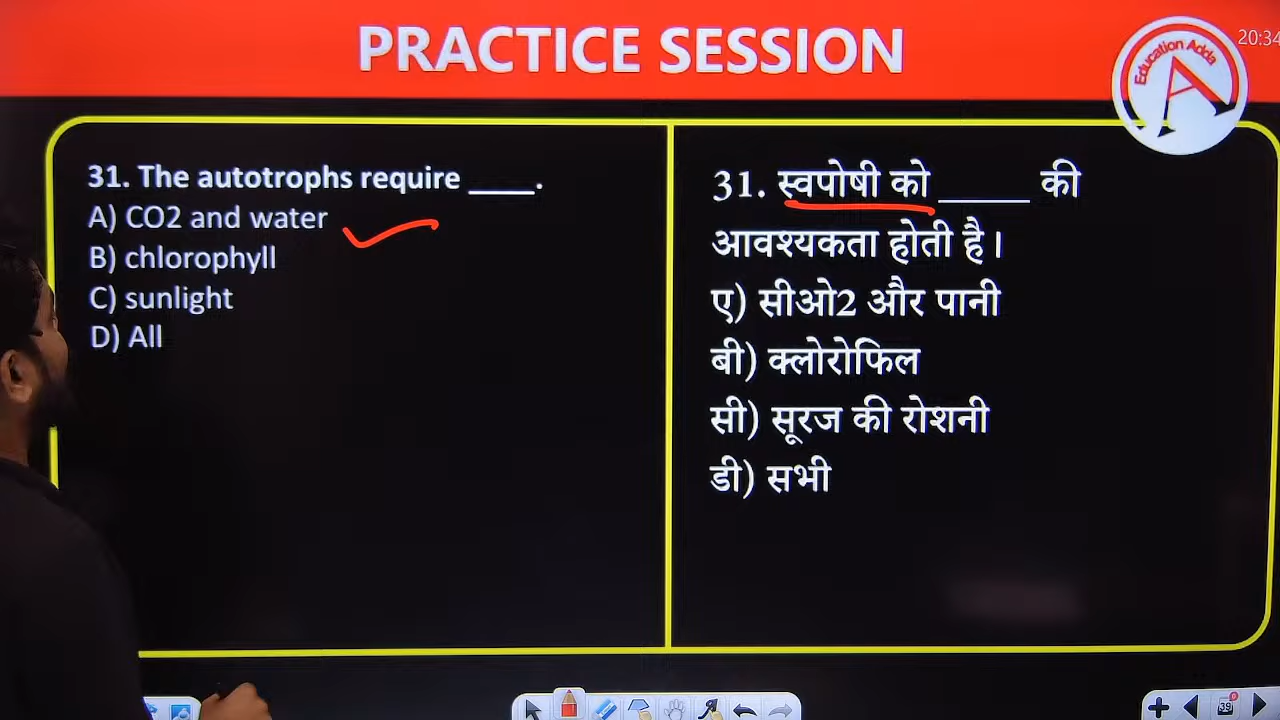 PRACTICE SESSION
Education Adda
A
20:34
31. The autotrophs require ____.
A) CO2 and water
B) chlorophyll
C) sunlight
D) All
31. स्वपोषी को _____ की
आवश्यकता होती है।
ए) सीओ2 और पानी
बी) क्लोरोफिल
सी) सूरज की रोशनी
डी) सभी
39